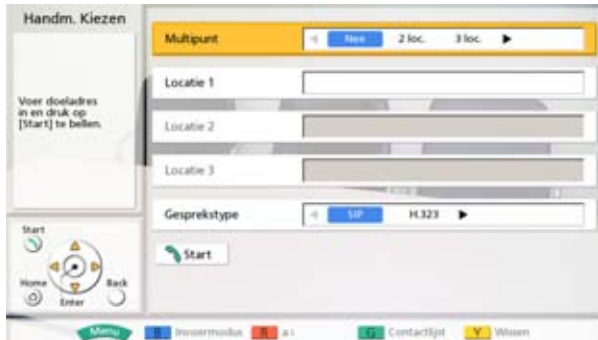 Handm. Kiezen
Voer doeladres
in en druk op
[Start] te bellen.
Multipunt Nee 2 loc. 3 loc.
Locatie 1
Locatie 2
Locatie 3
Gesprekstype SIP H.323
Start
Start
Home Back
Enter
Menu B Invoermodus R a.i G Contactlijst Y Wissen